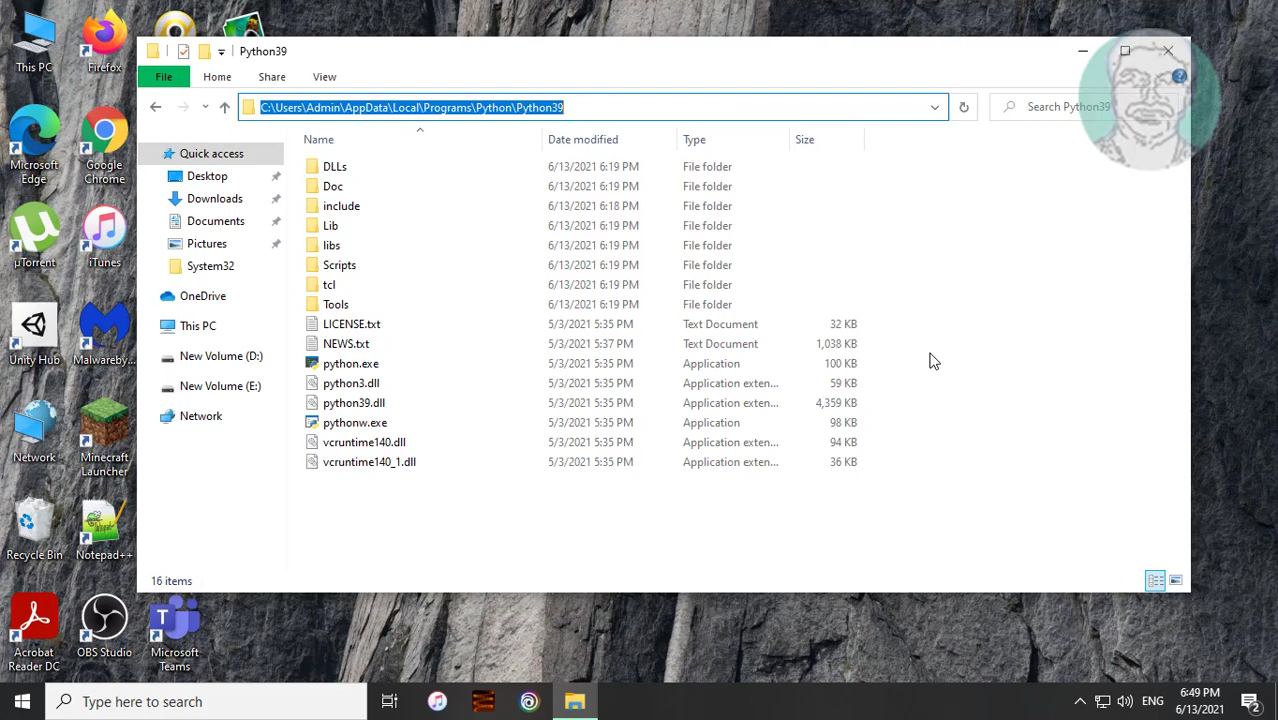 Python39
File Home Share View
C:\Users\Admin\AppData\Local\Programs\Python\Python39
Search Python39
Name Date modified Type Size
Quick access
Desktop
Downloads
Documents
Pictures
System32
OneDrive
This PC
New Volume (D:)
New Volume (E:)
Network
DLLs 6/13/2021 6:19 PM File folder
Doc 6/13/2021 6:19 PM File folder
include 6/13/2021 6:18 PM File folder
Lib 6/13/2021 6:19 PM File folder
libs 6/13/2021 6:19 PM File folder
Scripts 6/13/2021 6:19 PM File folder
tcl 6/13/2021 6:19 PM File folder
Tools 6/13/2021 6:19 PM File folder
LICENSE.txt 5/3/2021 5:35 PM Text Document 32 KB
NEWS.txt 5/3/2021 5:37 PM Text Document 1,038 KB
python.exe 5/3/2021 5:35 PM Application 100 KB
python3.dll 5/3/2021 5:35 PM Application exten... 59 KB
python39.dll 5/3/2021 5:35 PM Application exten... 4,359 KB
pythonw.exe 5/3/2021 5:35 PM Application 98 KB
vcruntime140.dll 5/3/2021 5:35 PM Application exten... 94 KB
vcruntime140_1.dll 5/3/2021 5:35 PM Application exten... 36 KB
16 items
This PC
Firefox
Microsoft
Edge
Google
Chrome
µTorrent
iTunes
Unity Hub
Malwareby...
Network
Minecraft
Launcher
Recycle Bin
Notepad++
Acrobat
Reader DC
OBS Studio
Microsoft
Teams
Type here to search
ENG
6:49 PM
6/13/2021
2